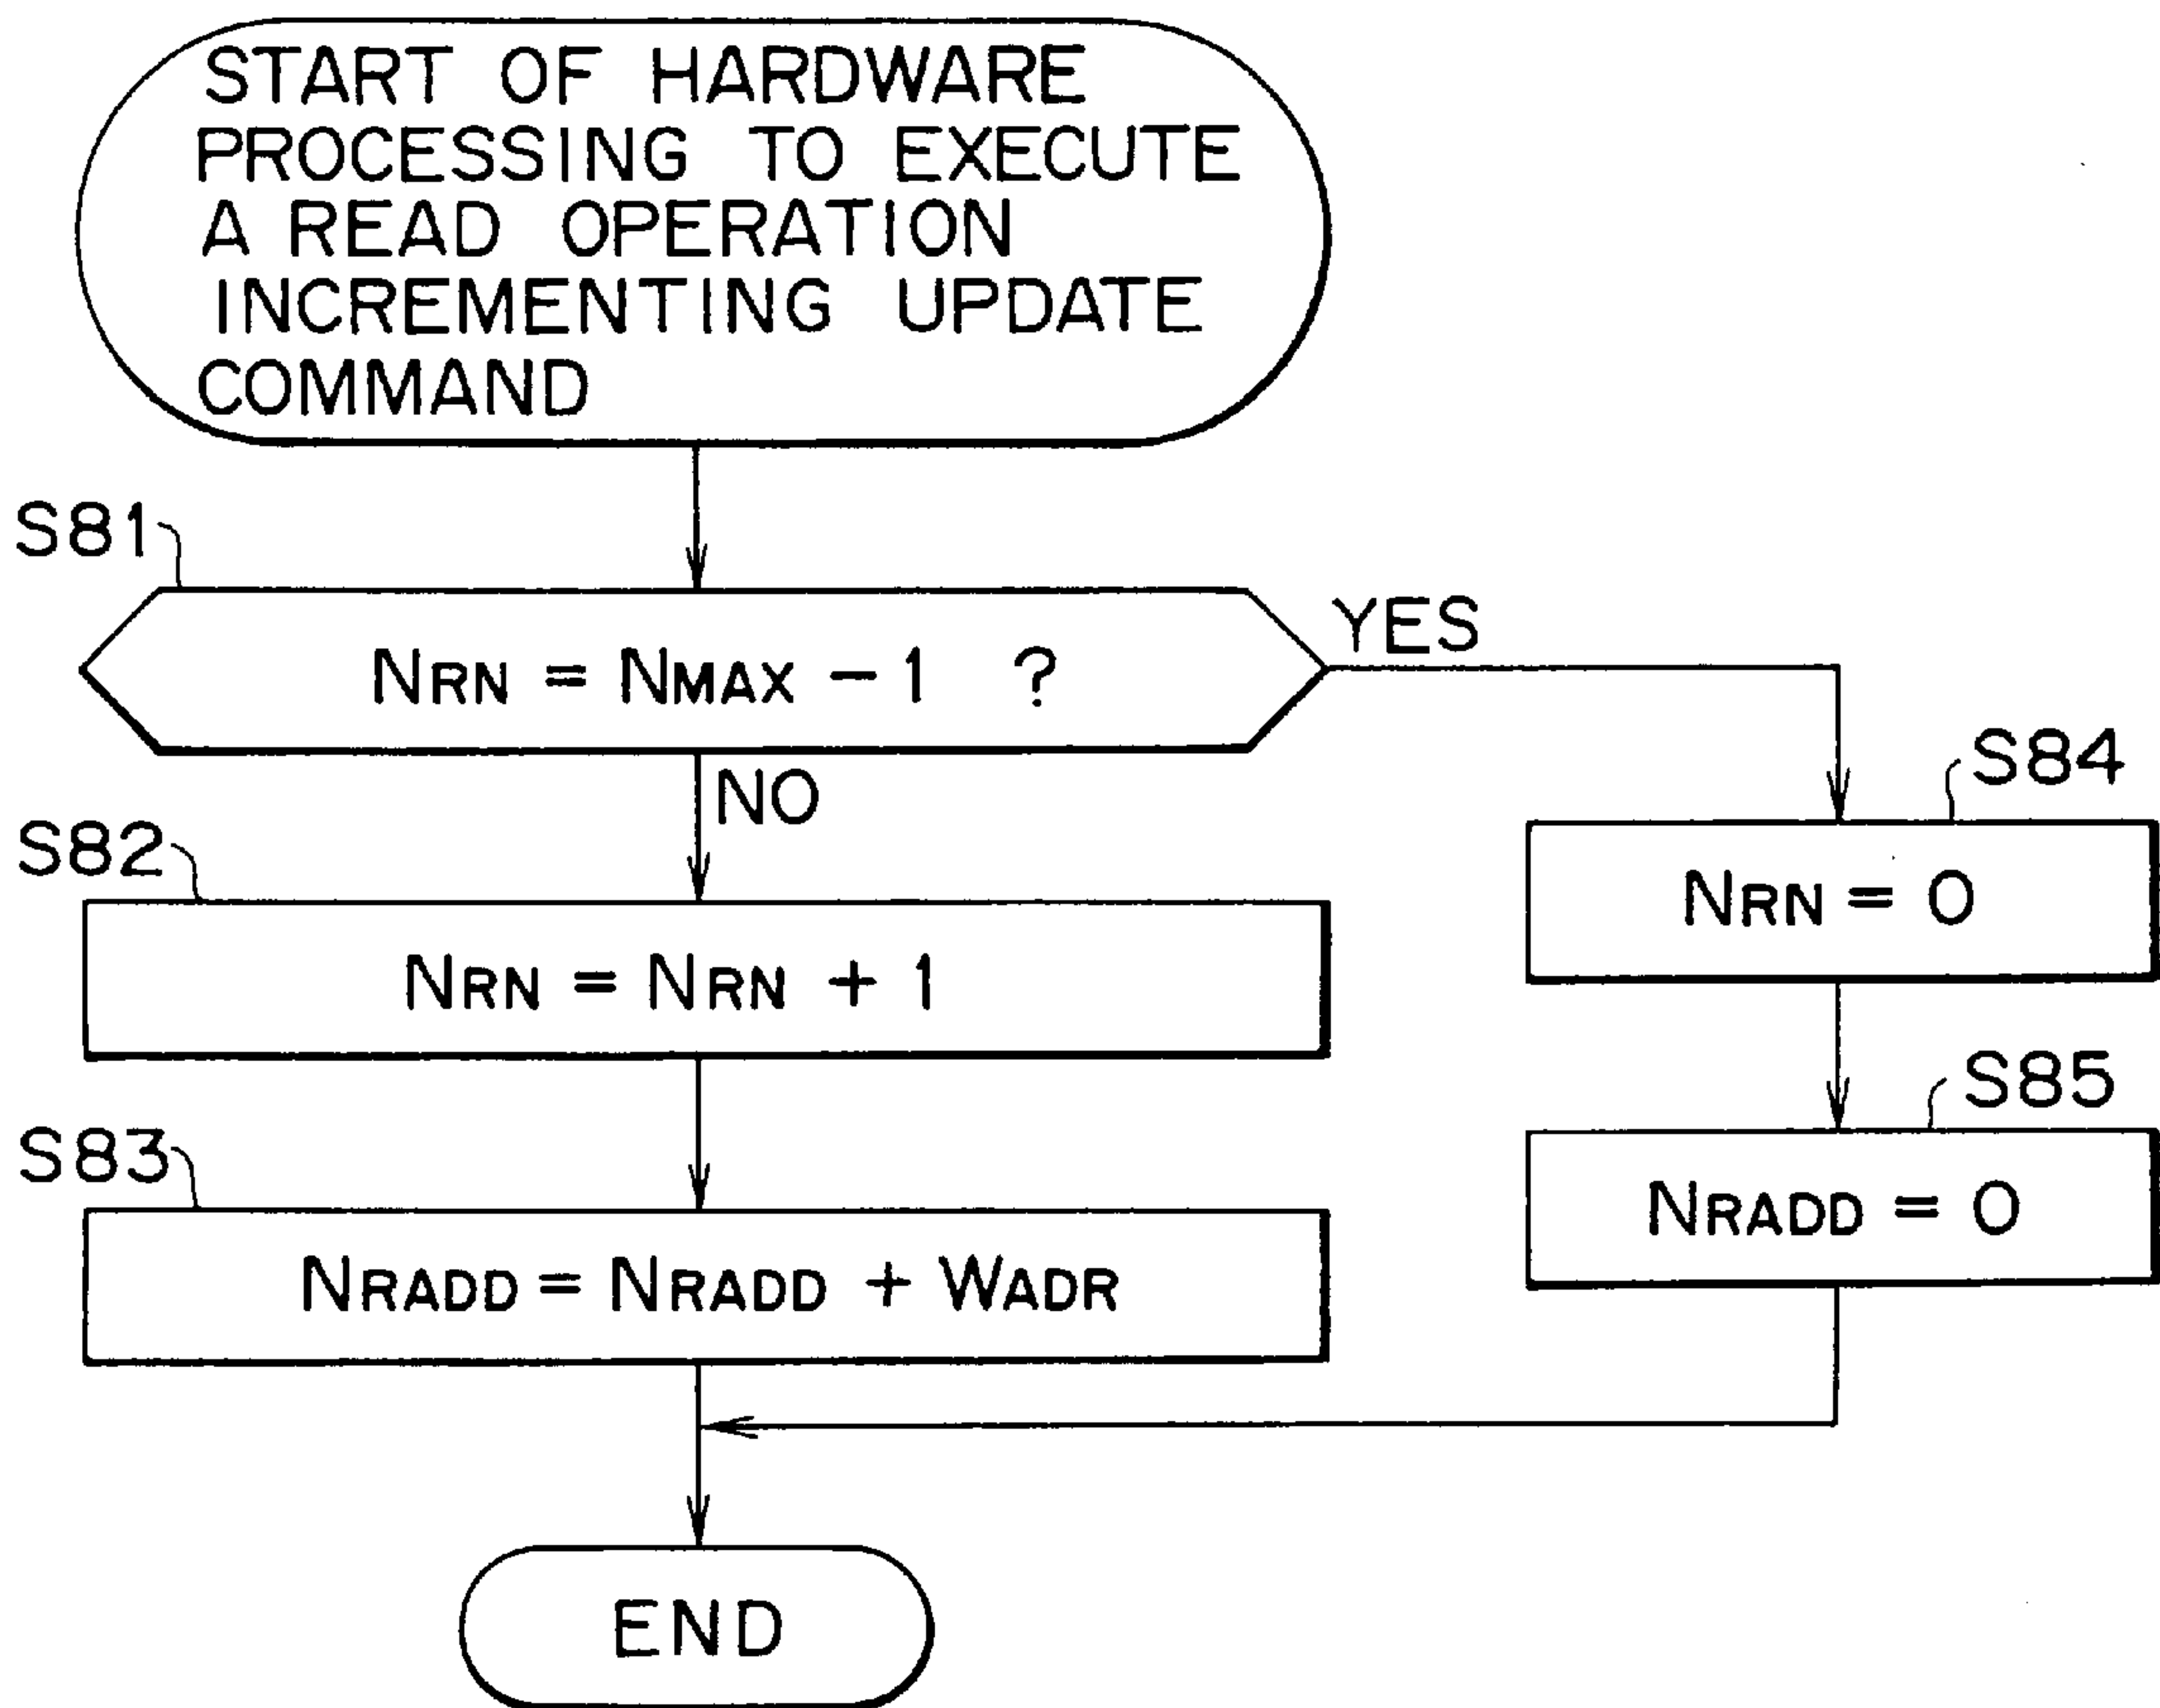 START OF HARDWARE
PROCESSING TO EXECUTE
A READ OPERATION
INCREMENTING UPDATE
COMMAND
S81
NRN = NMAX - 1 ?
YES
NO
S84
NRN = 0
S82
NRN = NRN + 1
S85
NRADD = 0
S83
NRADD = NRADD + WADR
END